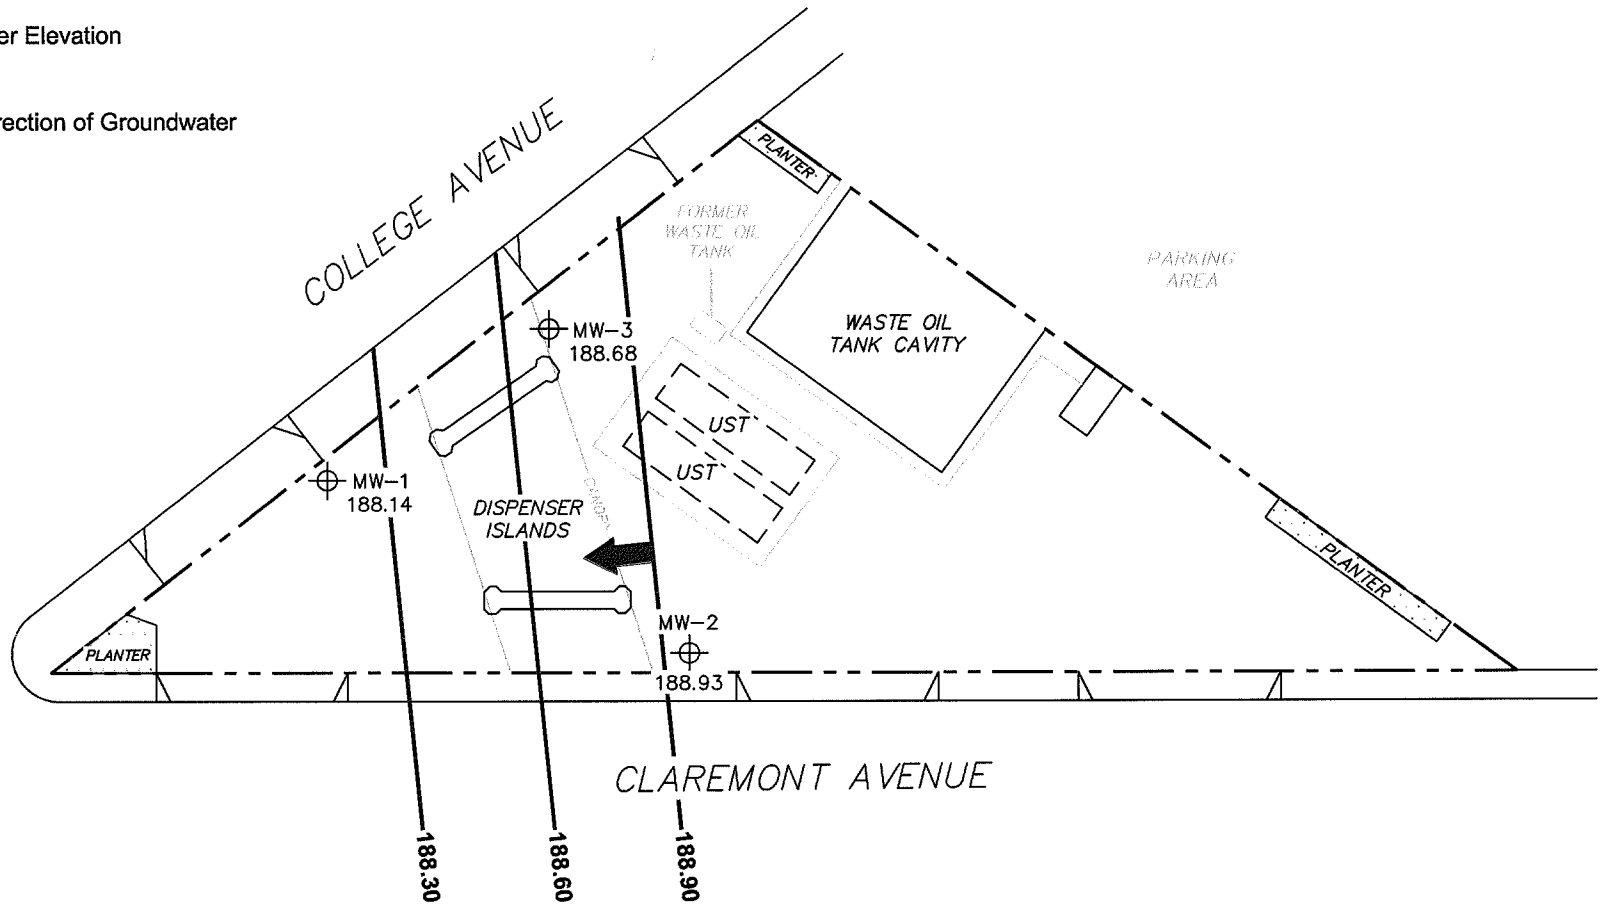 er Elevation
rection of Groundwater
COLLEGE AVENUE
PLANTER
FORMER
WASTE OIL
TANK
PARKING
AREA
WASTE OIL
TANK CAVITY
MW-3
188.68
UST
UST
MW-1
188.14
DISPENSER
ISLANDS
CANOPY
PLANTER
MW-2
188.93
PLANTER
CLAREMONT AVENUE
188.30
188.60
188.90